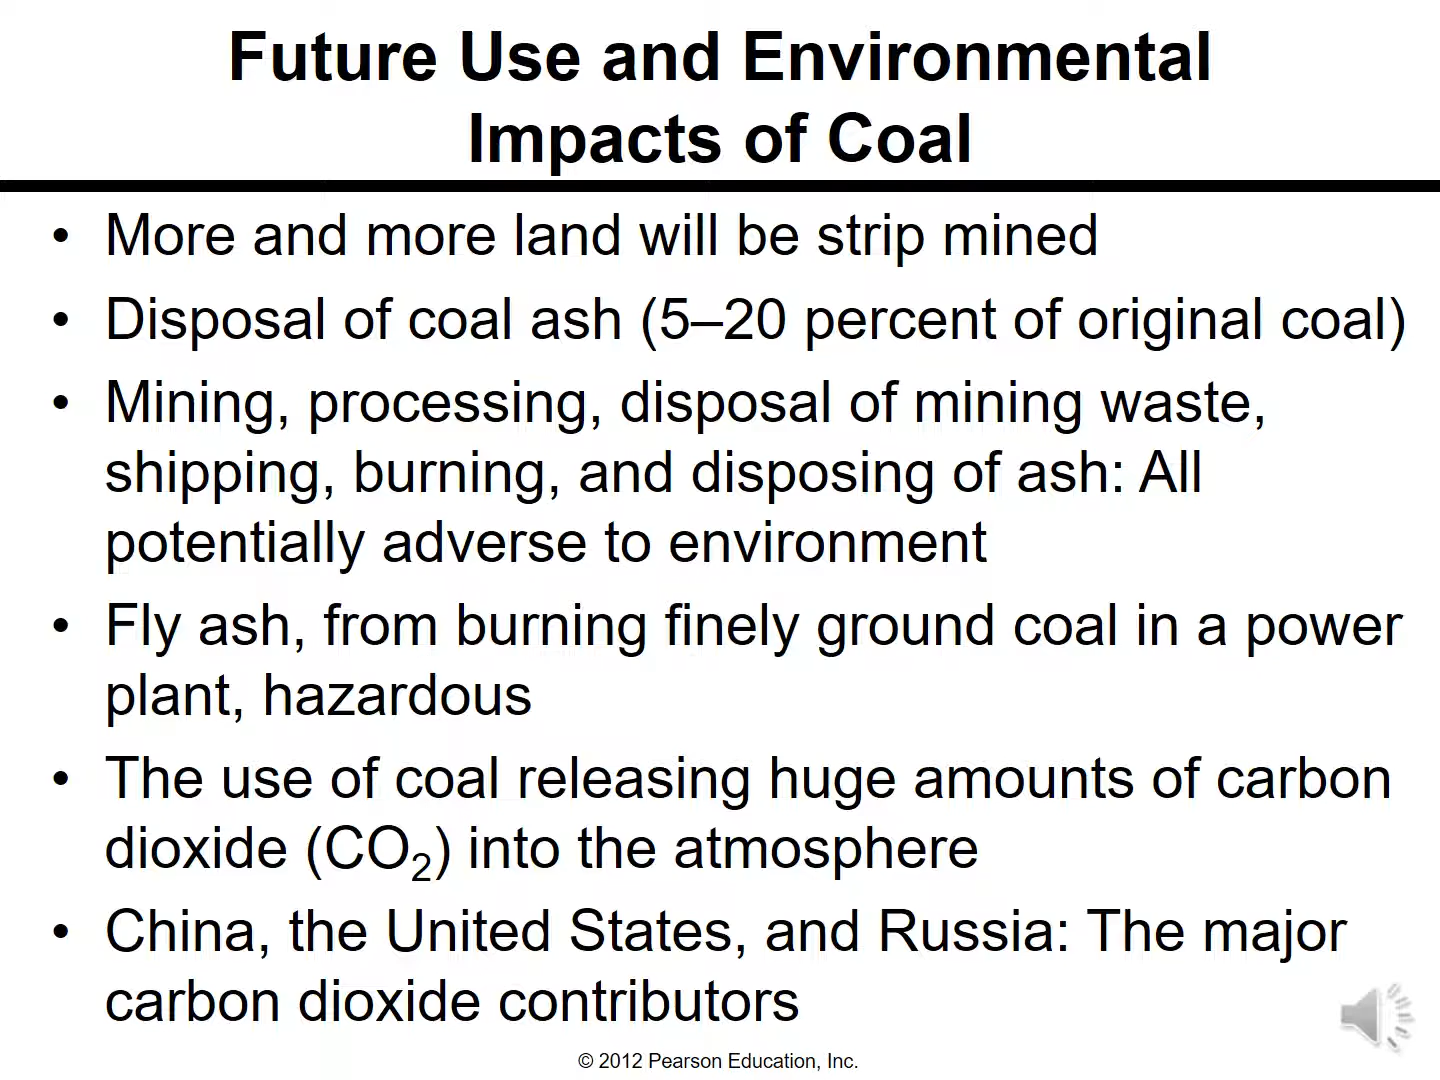 Future Use and Environmental
Impacts of Coal
• More and more land will be strip mined
• Disposal of coal ash (5–20 percent of original coal)
• Mining, processing, disposal of mining waste,
shipping, burning, and disposing of ash: All
potentially adverse to environment
• Fly ash, from burning finely ground coal in a power
plant, hazardous
• The use of coal releasing huge amounts of carbon
dioxide (CO₂) into the atmosphere
• China, the United States, and Russia: The major
carbon dioxide contributors
© 2012 Pearson Education, Inc.